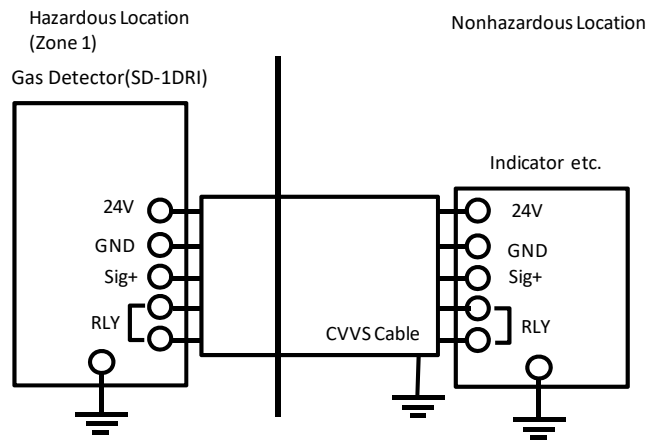 Hazardous Location
(Zone 1)
Nonhazardous Location
Gas Detector(SD-1DRI)
Indicator etc.
24V
GND
Sig+
RLY
CVVS Cable
24V
GND
Sig+
RLY